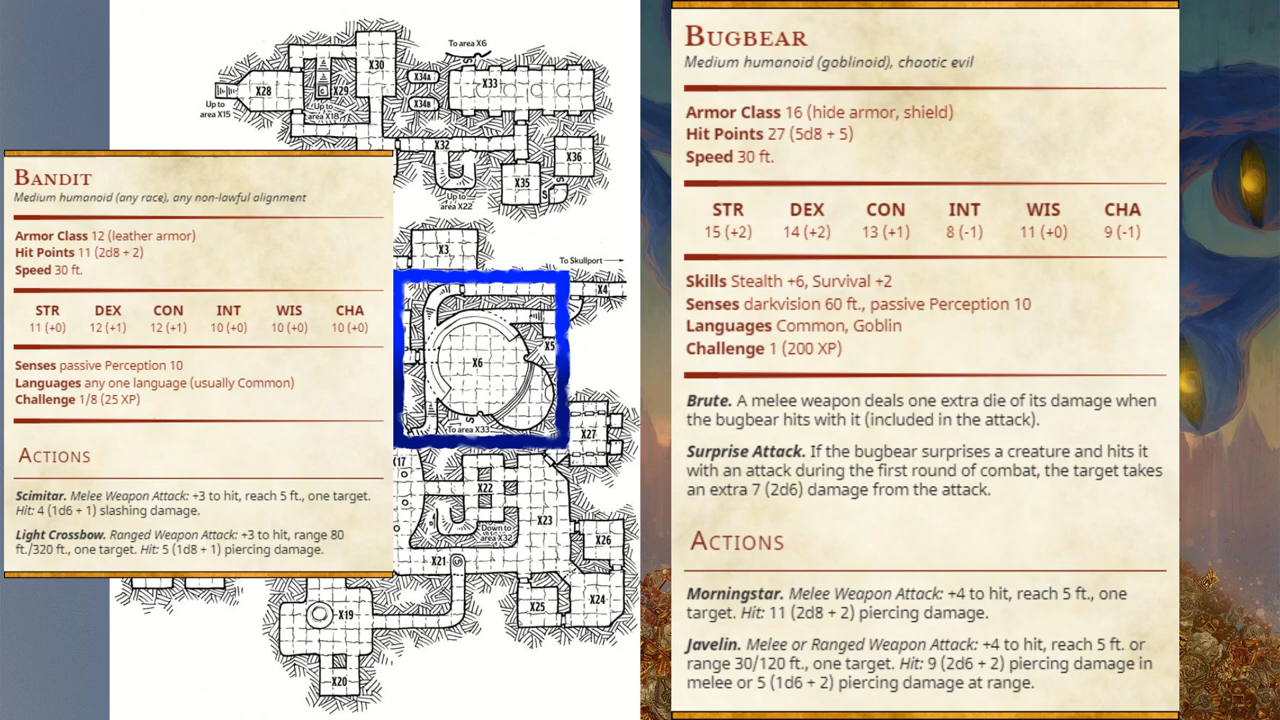 X30
To area X6
X33
X34A
X34B
X28
X29
Up to
area X15
Up to
area X18
X32
X36
X35
Up to
area X22
X3
To Skullport
X4
X5
X6
S
To area X33
X27
X17
X22
X23
Down to
area X32
X26
X21
X25
X24
X19
X20
BANDIT
Medium humanoid (any race), any non-lawful alignment
Armor Class 12 (leather armor)
Hit Points 11 (2d8 + 2)
Speed 30 ft.
STR DEX CON INT WIS CHA
11 (+0) 12 (+1) 12 (+1) 10 (+0) 10 (+0) 10 (+0)
Senses passive Perception 10
Languages any one language (usually Common)
Challenge 1/8 (25 XP)
ACTIONS
Scimitar. Melee Weapon Attack: +3 to hit, reach 5 ft., one target.
Hit: 4 (1d6 + 1) slashing damage.
Light Crossbow. Ranged Weapon Attack: +3 to hit, range 80
ft./320 ft., one target. Hit: 5 (1d8 + 1) piercing damage.
BUGBEAR
Medium humanoid (goblinoid), chaotic evil
Armor Class 16 (hide armor, shield)
Hit Points 27 (5d8 + 5)
Speed 30 ft.
STR DEX CON INT WIS CHA
15 (+2) 14 (+2) 13 (+1) 8 (-1) 11 (+0) 9 (-1)
Skills Stealth +6, Survival +2
Senses darkvision 60 ft., passive Perception 10
Languages Common, Goblin
Challenge 1 (200 XP)
Brute. A melee weapon deals one extra die of its damage when
the bugbear hits with it (included in the attack).
Surprise Attack. If the bugbear surprises a creature and hits it
with an attack during the first round of combat, the target takes
an extra 7 (2d6) damage from the attack.
ACTIONS
Morningstar. Melee Weapon Attack: +4 to hit, reach 5 ft., one
target. Hit: 11 (2d8 + 2) piercing damage.
Javelin. Melee or Ranged Weapon Attack: +4 to hit, reach 5 ft. or
range 30/120 ft., one target. Hit: 9 (2d6 + 2) piercing damage in
melee or 5 (1d6 + 2) piercing damage at range.